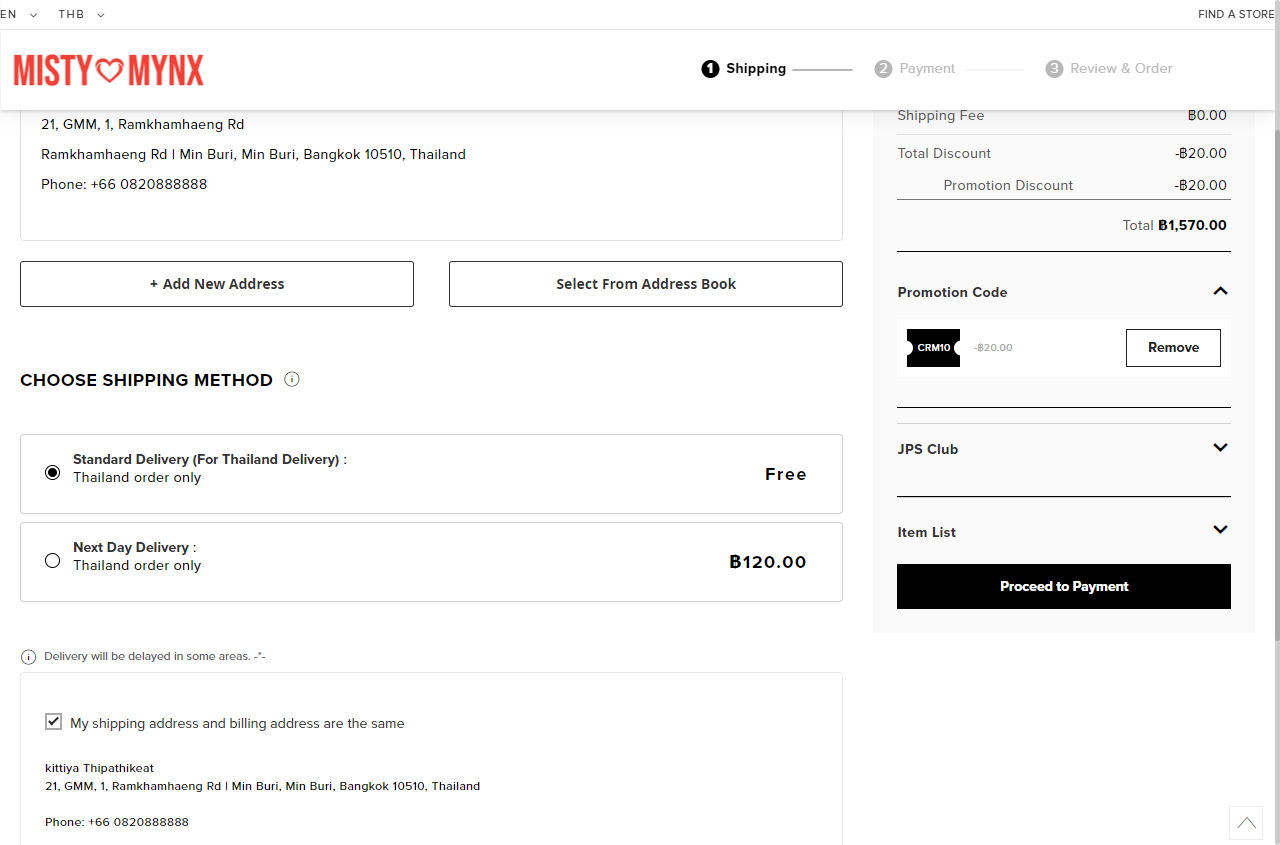 EN THB FIND A STORE
MISTY MYNX
1 Shipping 2 Payment 3 Review & Order
21, GMM, 1, Ramkhamhaeng Rd
Ramkhamhaeng Rd | Min Buri, Min Buri, Bangkok 10510, Thailand
Phone: +66 0820888888
+ Add New Address
Select From Address Book
CHOOSE SHIPPING METHOD
Standard Delivery (For Thailand Delivery) :
Thailand order only
Free
Next Day Delivery :
Thailand order only
฿120.00
Delivery will be delayed in some areas. -*-
My shipping address and billing address are the same
kittiya Thipathikeat
21, GMM, 1, Ramkhamhaeng Rd | Min Buri, Min Buri, Bangkok 10510, Thailand
Phone: +66 0820888888
Shipping Fee ฿0.00
Total Discount -฿20.00
Promotion Discount -฿20.00
Total ฿1,570.00
Promotion Code
CRM10 -฿20.00 Remove
JPS Club
Item List
Proceed to Payment